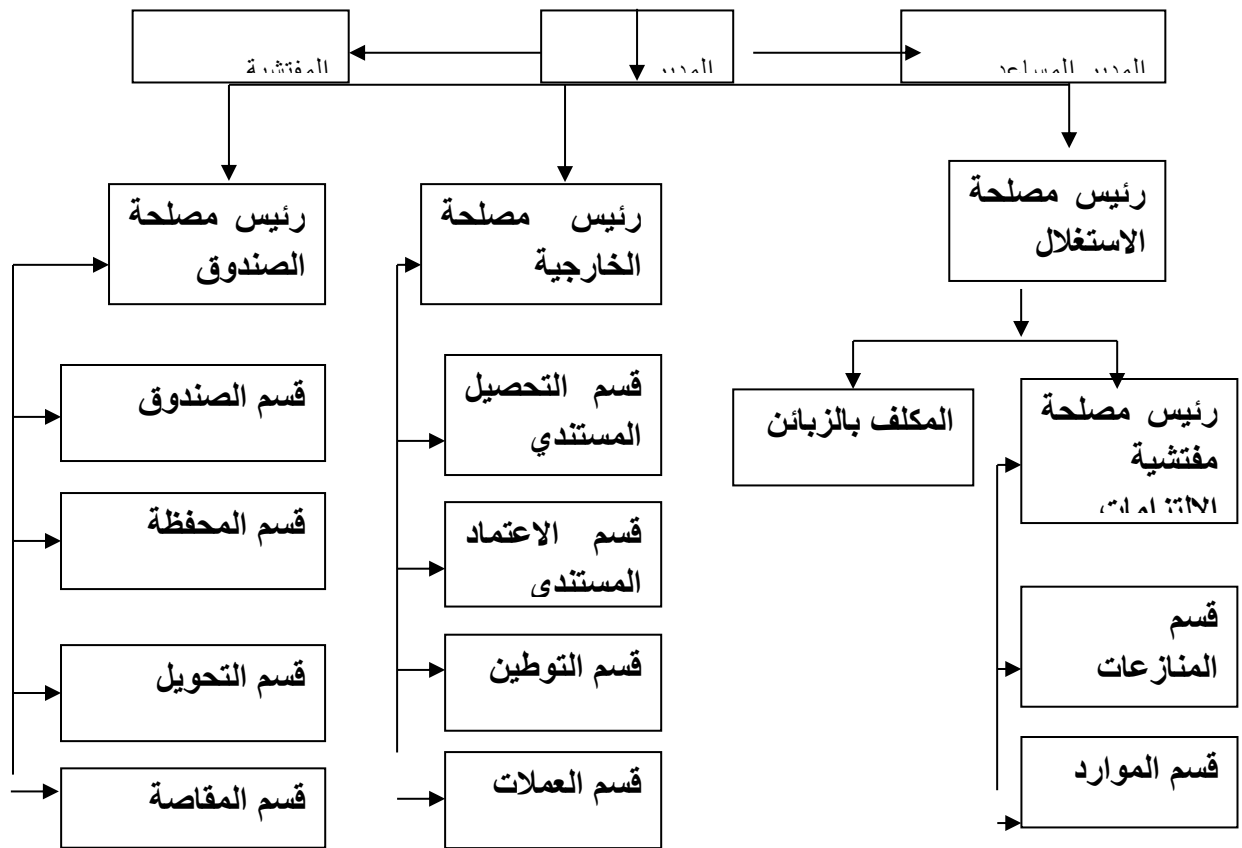 المدير المساعد
المدير
المفتشية
رئيس مصلحة
الاستغلال
رئيس مصلحة
الخارجية
رئيس مصلحة
الصندوق
رئيس مصلحة
مفتشية
الالتزامات
المكلف بالزبائن
قسم
المنازعات
قسم الموارد
قسم التحصيل
المستندي
قسم الاعتماد
المستندي
قسم التوطين
قسم العملات
قسم الصندوق
قسم المحفظة
قسم التحويل
قسم المقاصة